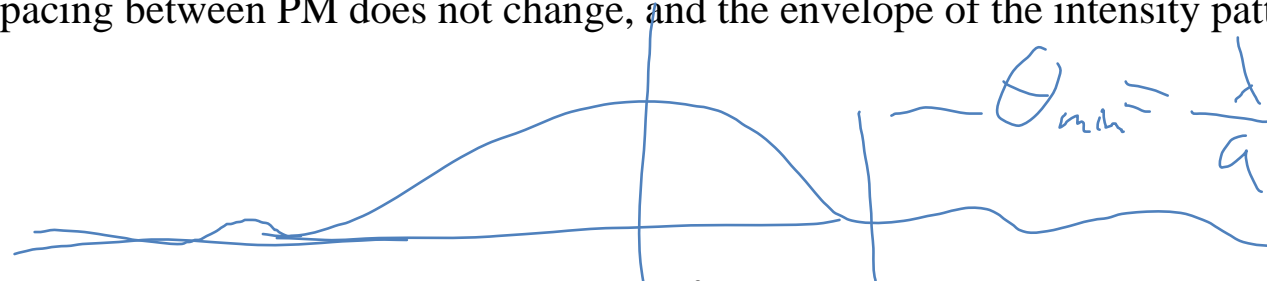 pacing between PM does not change, and the envelope of the intensity patt
θmin = λ/a